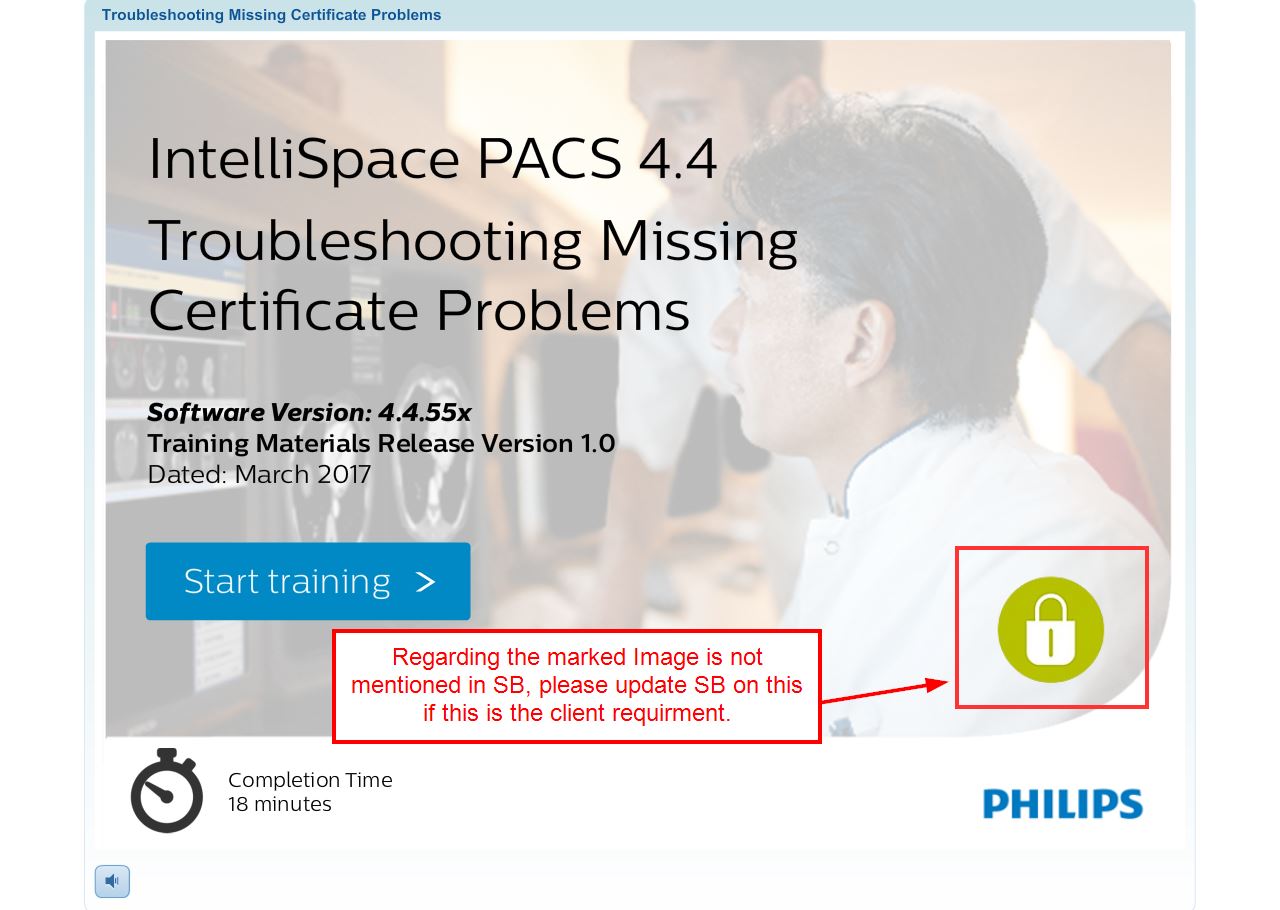 Troubleshooting Missing Certificate Problems
IntelliSpace PACS 4.4
Troubleshooting Missing
Certificate Problems
Software Version: 4.4.55x
Training Materials Release Version 1.0
Dated: March 2017
Start training >
Regarding the marked Image is not
mentioned in SB, please update SB on this
if this is the client requirment.
Completion Time
18 minutes
PHILIPS